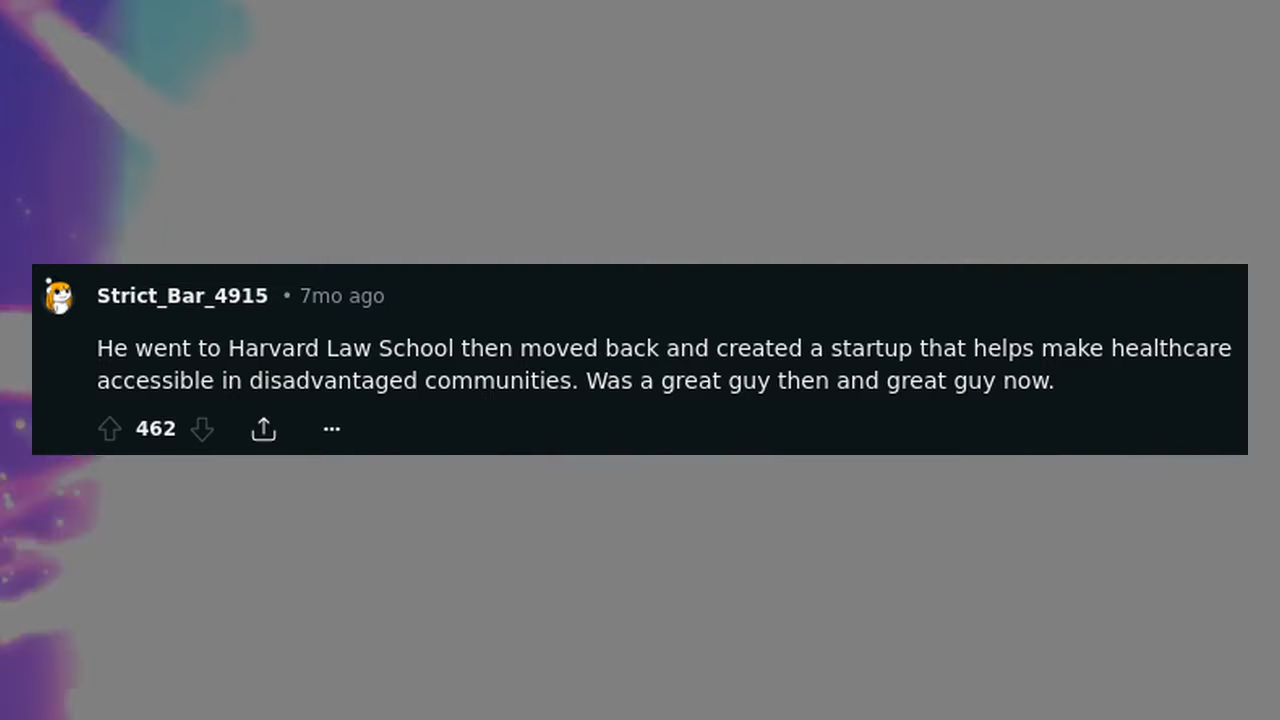 Strict_Bar_4915 • 7mo ago
He went to Harvard Law School then moved back and created a startup that helps make healthcare
accessible in disadvantaged communities. Was a great guy then and great guy now.
462